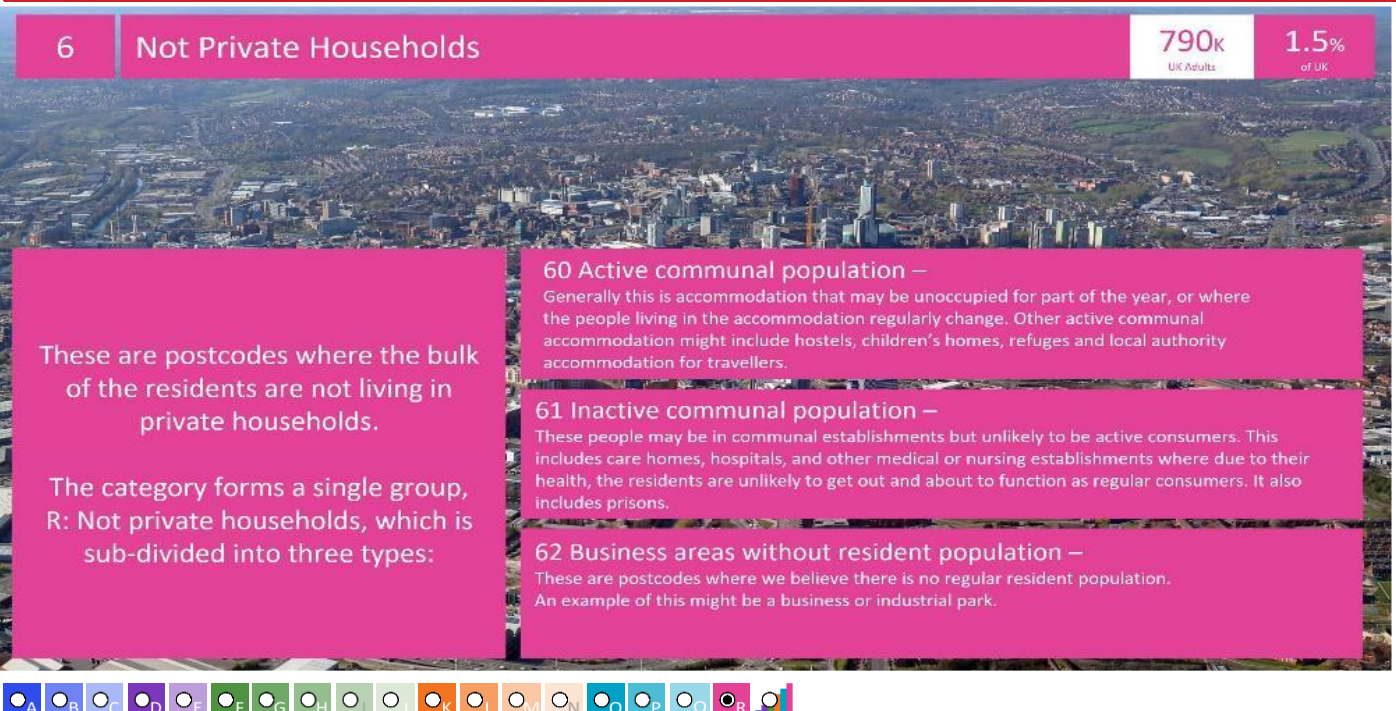 6
Not Private Households
790K
UK Adults
1.5%
of UK
These are postcodes where the bulk
of the residents are not living in
private households.
The category forms a single group,
R: Not private households, which is
sub-divided into three types:
60 Active communal population –
Generally this is accommodation that may be unoccupied for part of the year, or where
the people living in the accommodation regularly change. Other active communal
accommodation might include hostels, children's homes, refuges and local authority
accommodation for travellers.
61 Inactive communal population –
These people may be in communal establishments but unlikely to be active consumers. This
includes care homes, hospitals, and other medical or nursing establishments where due to their
health, the residents are unlikely to get out and about to function as regular consumers. It also
includes prisons.
62 Business areas without resident population –
These are postcodes where we believe there is no regular resident population.
An example of this might be a business or industrial park.
A B C D E F G H I J K L M N O P Q R